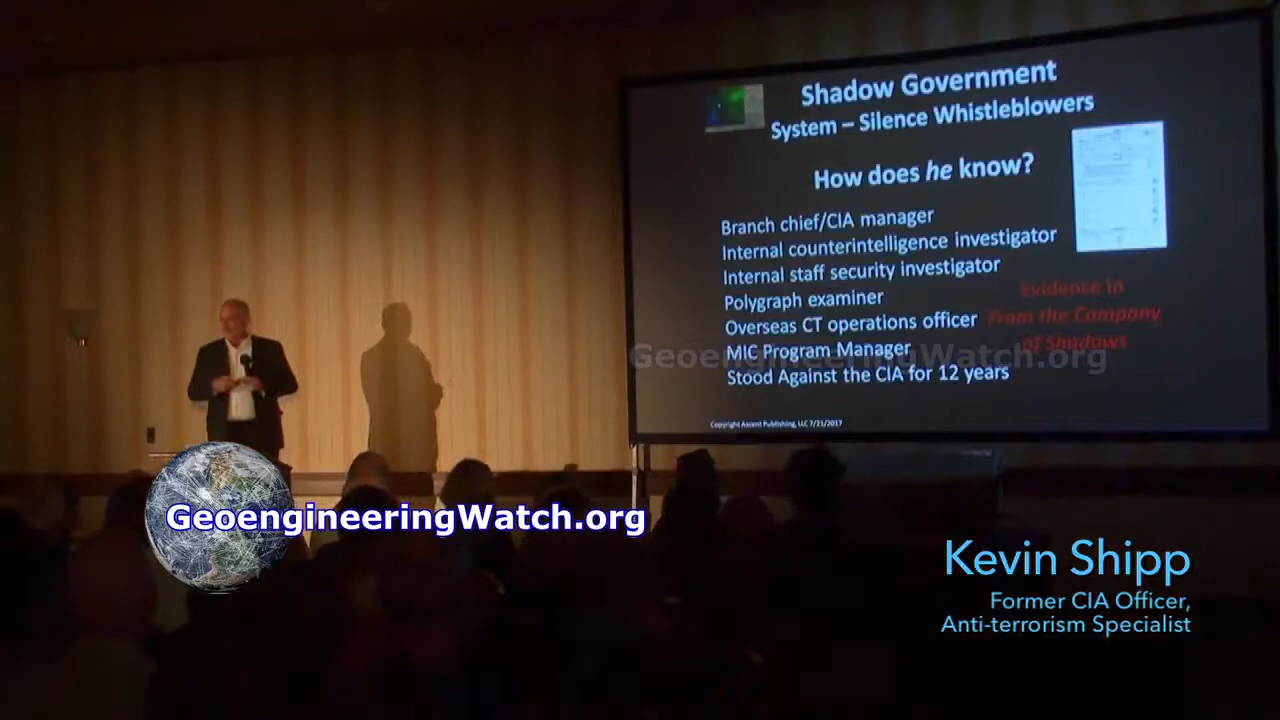 Shadow Government
System – Silence Whistleblowers
How does he know?
Branch chief/CIA manager
Internal counterintelligence investigator
Internal staff security investigator
Polygraph examiner
Overseas CT operations officer
MIC Program Manager
Stood Against the CIA for 12 years
Evidence in
From the Company
of Shadows
GeoengineeringWatch.org
Copyright Ascent Publishing, LLC 7/21/2017
GeoengineeringWatch.org
Kevin Shipp
Former CIA Officer,
Anti-terrorism Specialist